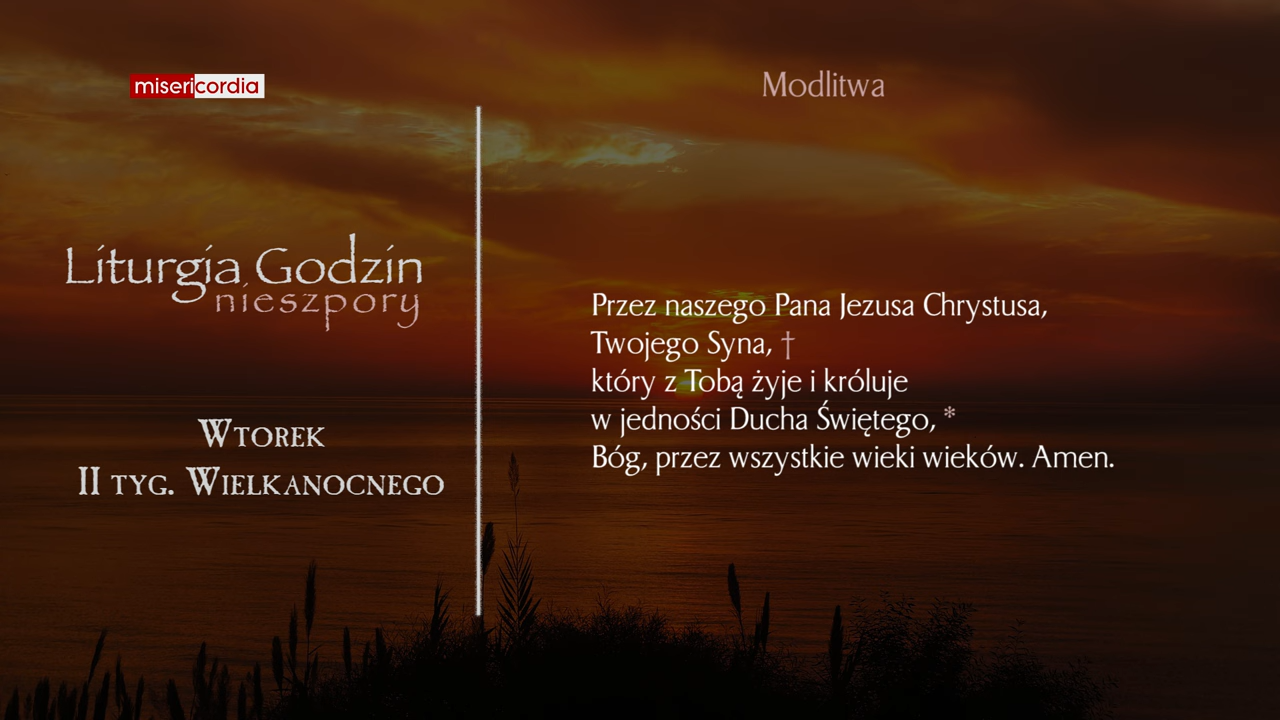 misericordia
Modlitwa
Liturgia Godzin
nieszpory
Wtorek
II tyg. Wielkanocnego
Przez naszego Pana Jezusa Chrystusa,
Twojego Syna, †
który z Tobą żyje i króluje
w jedności Ducha Świętego, *
Bóg, przez wszystkie wieki wieków. Amen.